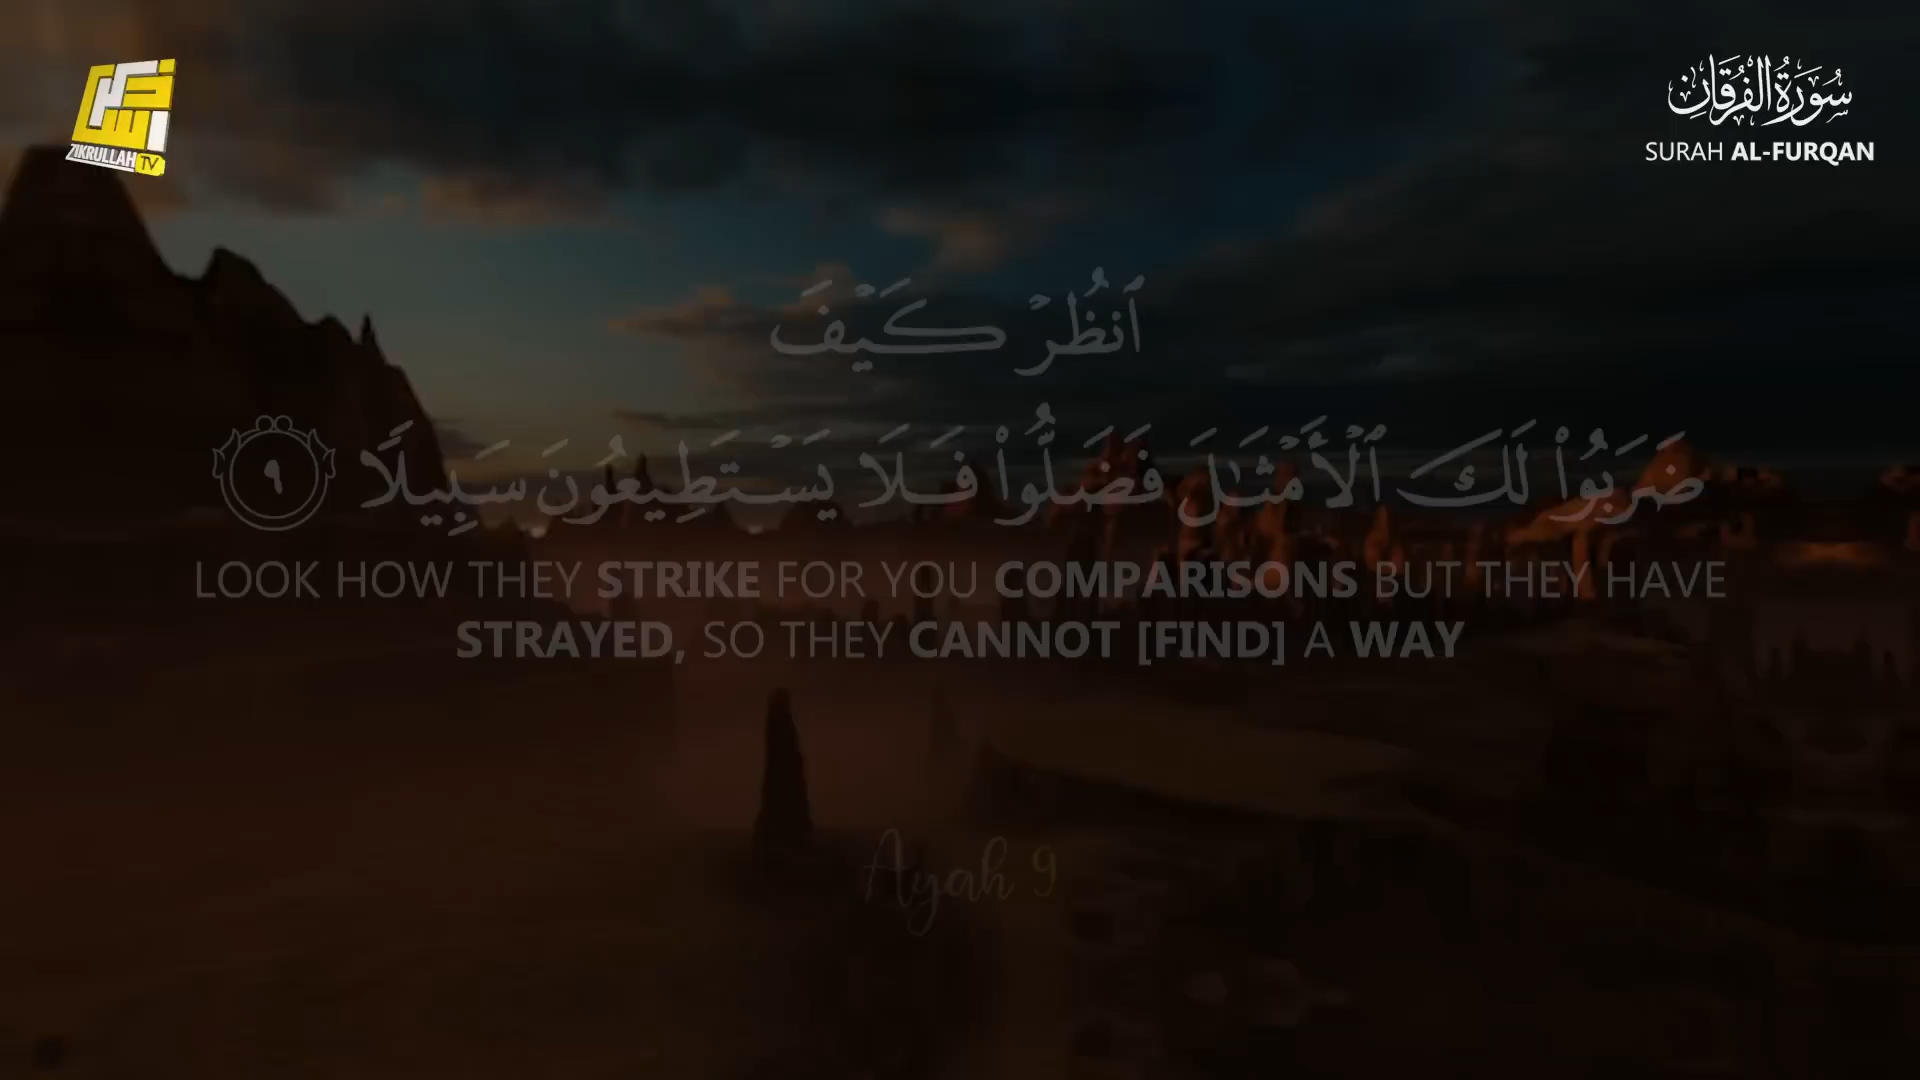 ZIKRULLAH TV
سُورَةُ الْفُرْقَان
SURAH AL-FURQAN
ٱنظُرۡ كَيۡفَ
ضَرَبُواْ لَكَ ٱلۡأَمۡثَٰلَ فَضَلُّواْ فَلَا يَسۡتَطِيعُونَ سَبِيلٗا ٩
LOOK HOW THEY STRIKE FOR YOU COMPARISONS BUT THEY HAVE
STRAYED, SO THEY CANNOT [FIND] A WAY
Ayah 9